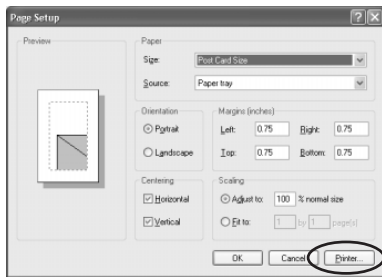 Page Setup
Preview
Paper
Size: Post Card Size
Source: Paper tray
Orientation
Portrait
Landscape
Margins (inches)
Left: 0.75 Right: 0.75
Top: 0.75 Bottom: 0.75
Centering
Horizontal
Vertical
Scaling
Adjust to: 100 % normal size
Fit to: 1 by 1 page(s)
OK Cancel Printer...